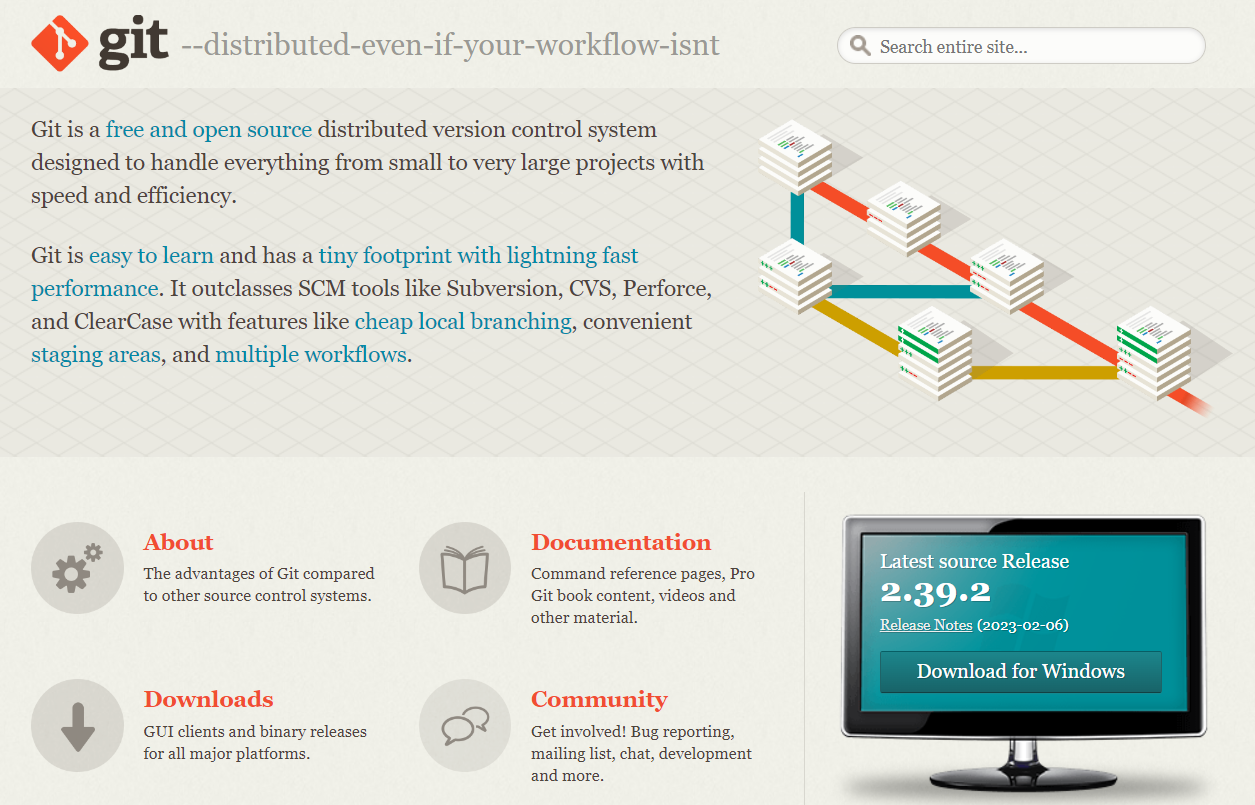 git --distributed-even-if-your-workflow-isnt
Search entire site...
Git is a free and open source distributed version control system
designed to handle everything from small to very large projects with
speed and efficiency.
Git is easy to learn and has a tiny footprint with lightning fast
performance. It outclasses SCM tools like Subversion, CVS, Perforce,
and ClearCase with features like cheap local branching, convenient
staging areas, and multiple workflows.
About
The advantages of Git compared
to other source control systems.
Documentation
Command reference pages, Pro
Git book content, videos and
other material.
Downloads
GUI clients and binary releases
for all major platforms.
Community
Get involved! Bug reporting,
mailing list, chat, development
and more.
Latest source Release
2.39.2
Release Notes (2023-02-06)
Download for Windows